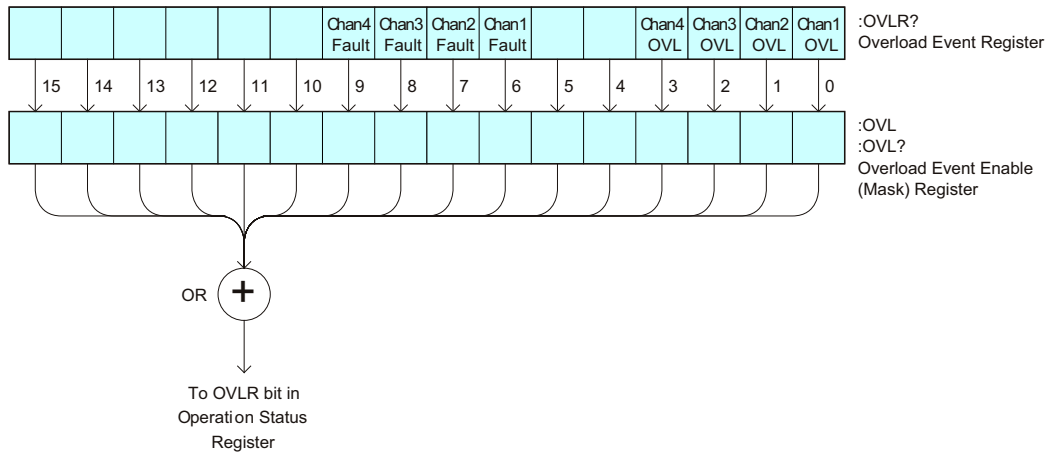 Chan4 Fault
Chan3 Fault
Chan2 Fault
Chan1 Fault
Chan4 OVL
Chan3 OVL
Chan2 OVL
Chan1 OVL
:OVLR?
Overload Event Register
15 14 13 12 11 10 9 8 7 6 5 4 3 2 1 0
:OVL
:OVL?
Overload Event Enable
(Mask) Register
OR +
To OVLR bit in
Operation Status
Register